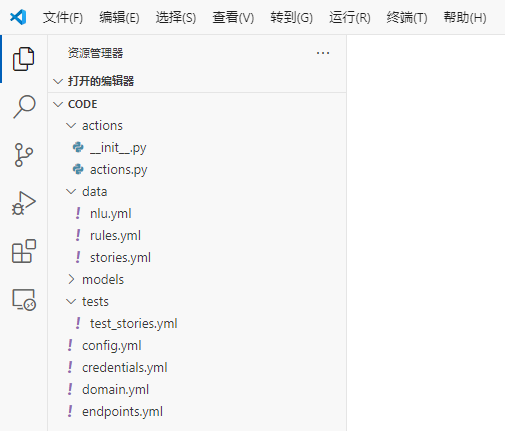 文件(F) 编辑(E) 选择(S) 查看(V) 转到(G) 运行(R) 终端(T) 帮助(H)
资源管理器 ···
打开的编辑器
CODE
actions
__init__.py
actions.py
data
! nlu.yml
! rules.yml
! stories.yml
models
tests
! test_stories.yml
! config.yml
! credentials.yml
! domain.yml
! endpoints.yml